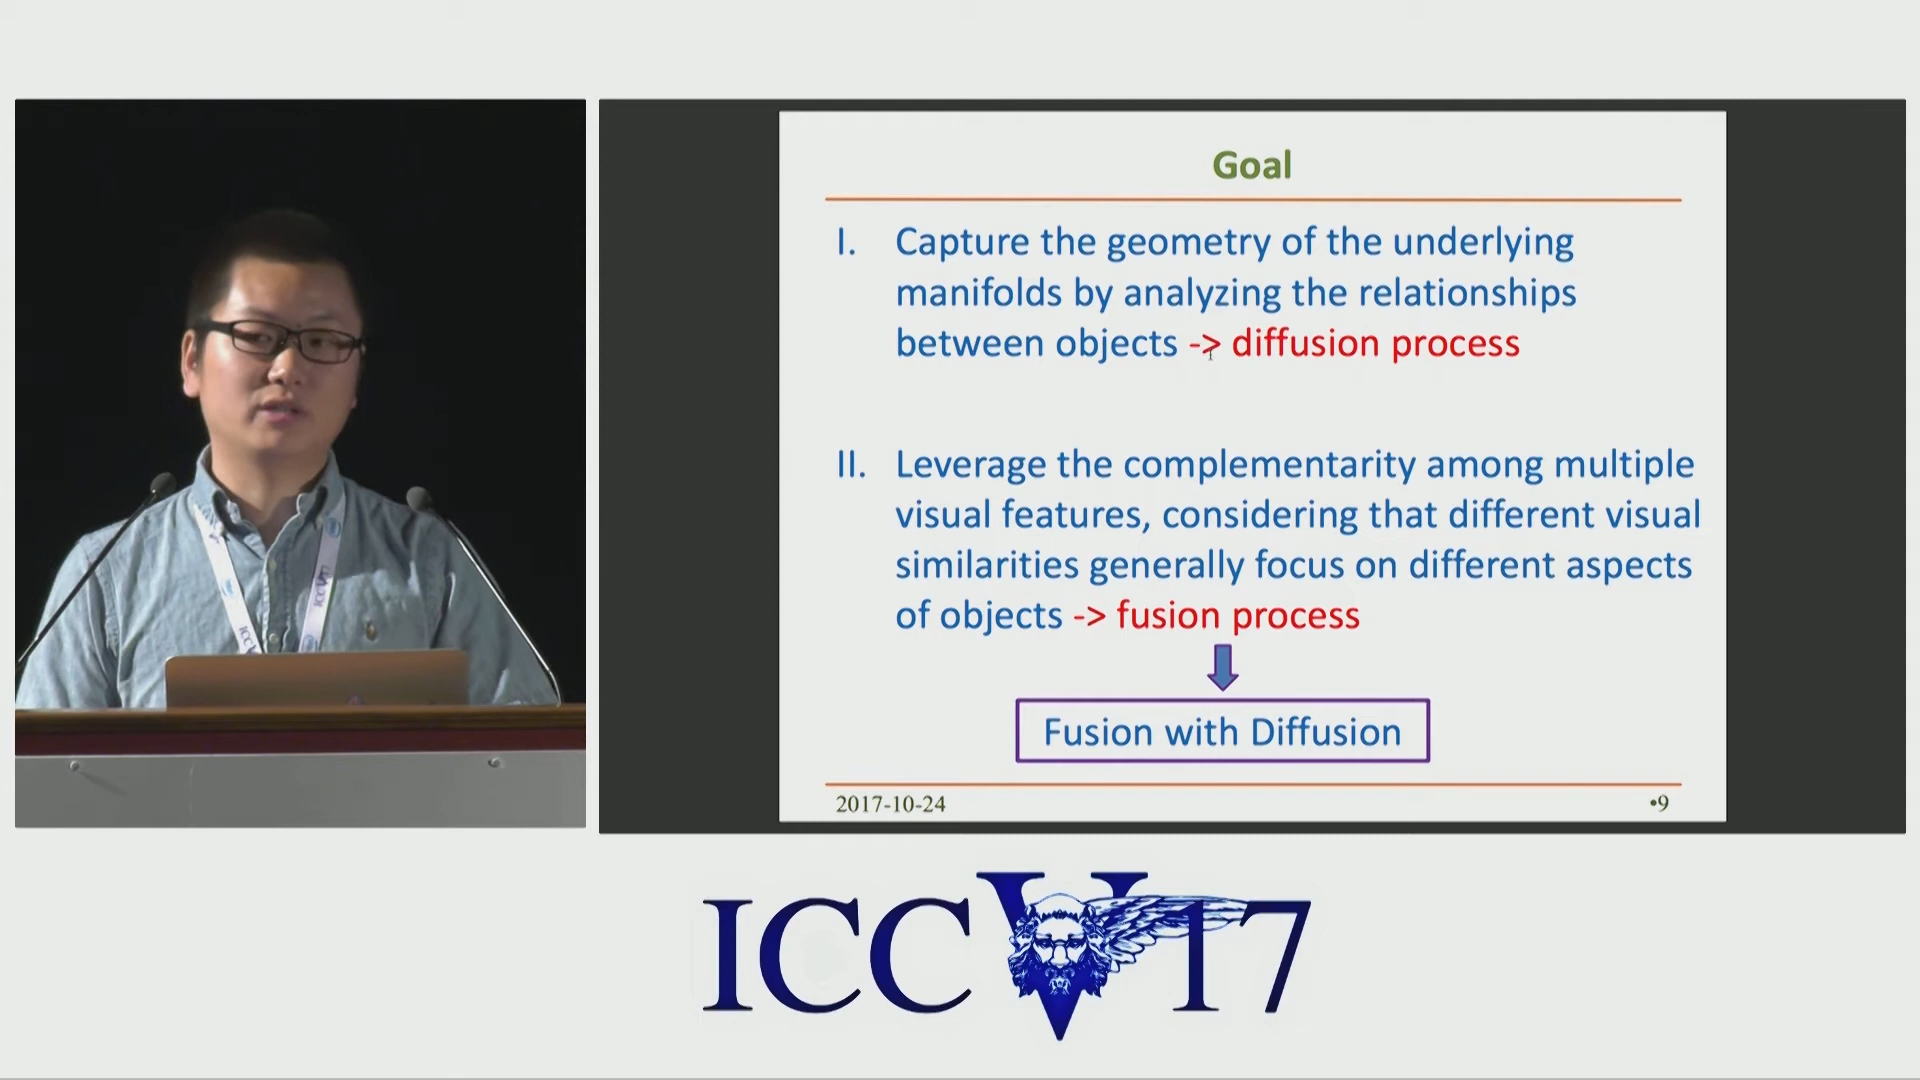 Goal
I. Capture the geometry of the underlying
manifolds by analyzing the relationships
between objects -> diffusion process
II. Leverage the complementarity among multiple
visual features, considering that different visual
similarities generally focus on different aspects
of objects -> fusion process
Fusion with Diffusion
2017-10-24
•9
ICCV17
ICC
ICCV17